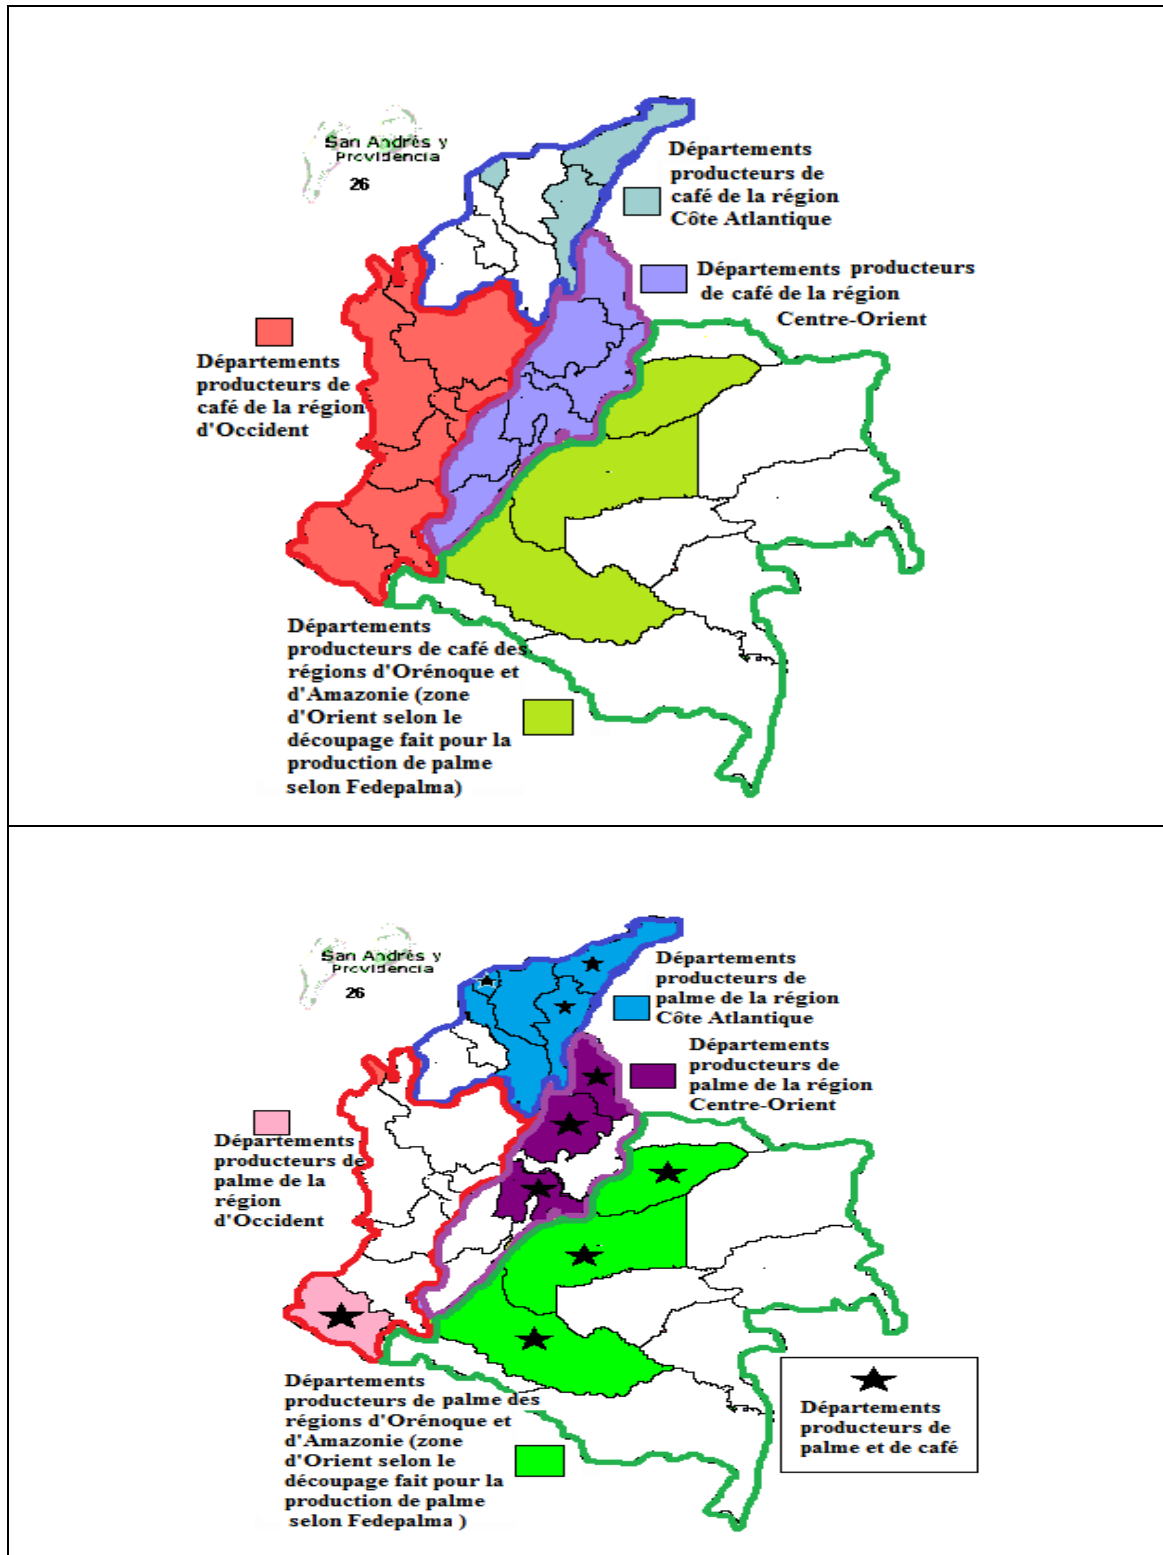 San Andrés y
Providencia
26
Départements
producteurs de
café de la région
Côte Atlantique
Départements producteurs
de café de la région
Centre-Orient
Départements
producteurs de
café de la région
d'Occident
Départements
producteurs de café des
régions d'Orénoque et
d'Amazonie (zone
d'Orient selon le
découpage fait pour la
production de palme
selon Fedepalma)
San Andrés y
Providencia
26
Départements
producteurs de
palme de la région
Côte Atlantique
Départements
producteurs de
palme de la région
Centre-Orient
Départements
producteurs de
palme de la
région
d'Occident
Départements
producteurs de palme des
régions d'Orénoque et
d'Amazonie (zone
d'Orient selon le
découpage fait pour la
production de palme
selon Fedepalma )
Départements
producteurs de
palme et de café